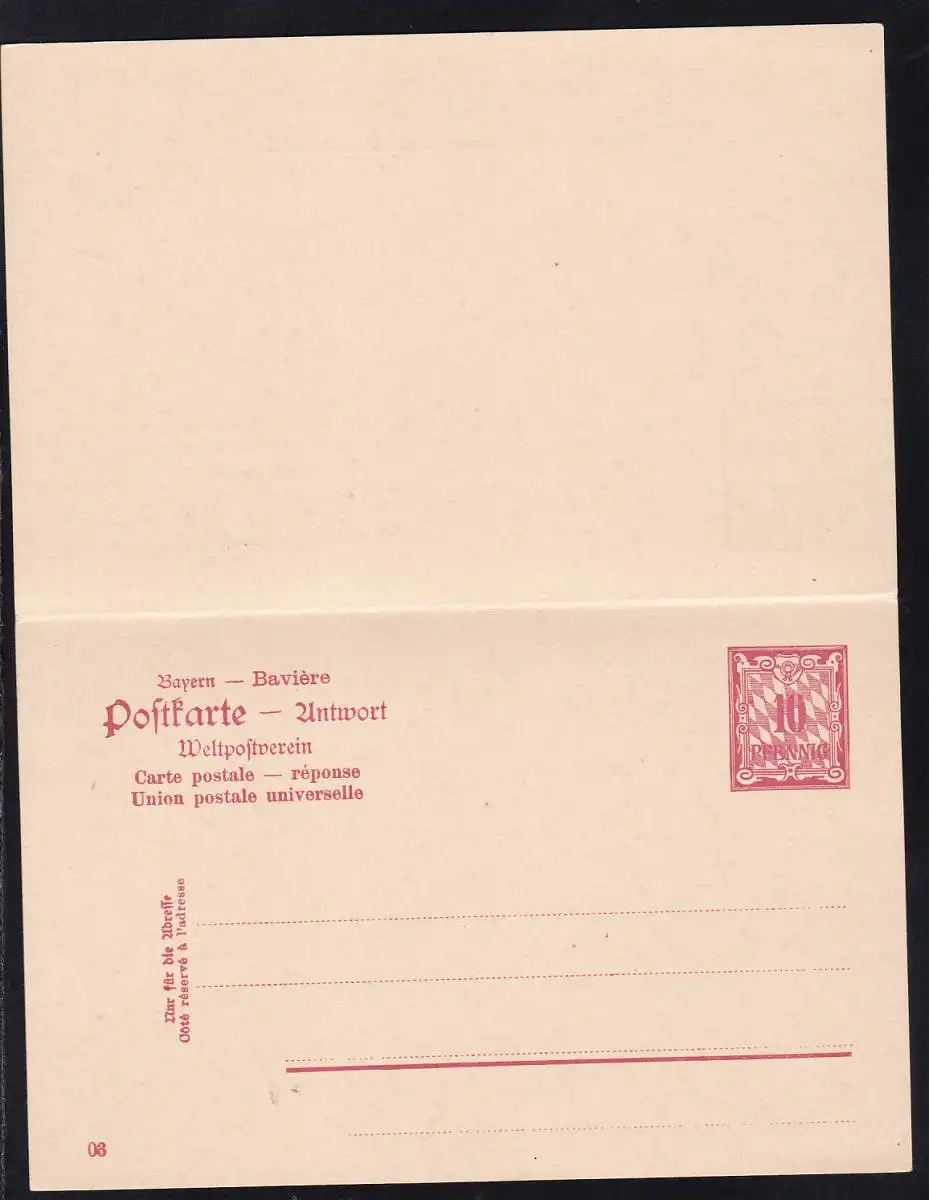 Bayern — Bavière
Postkarte — Antwort
Weltpostverein
Carte postale — réponse
Union postale universelle
10
PFENNIG
Nur für die Adresse
Côté réservé à l'adresse
03